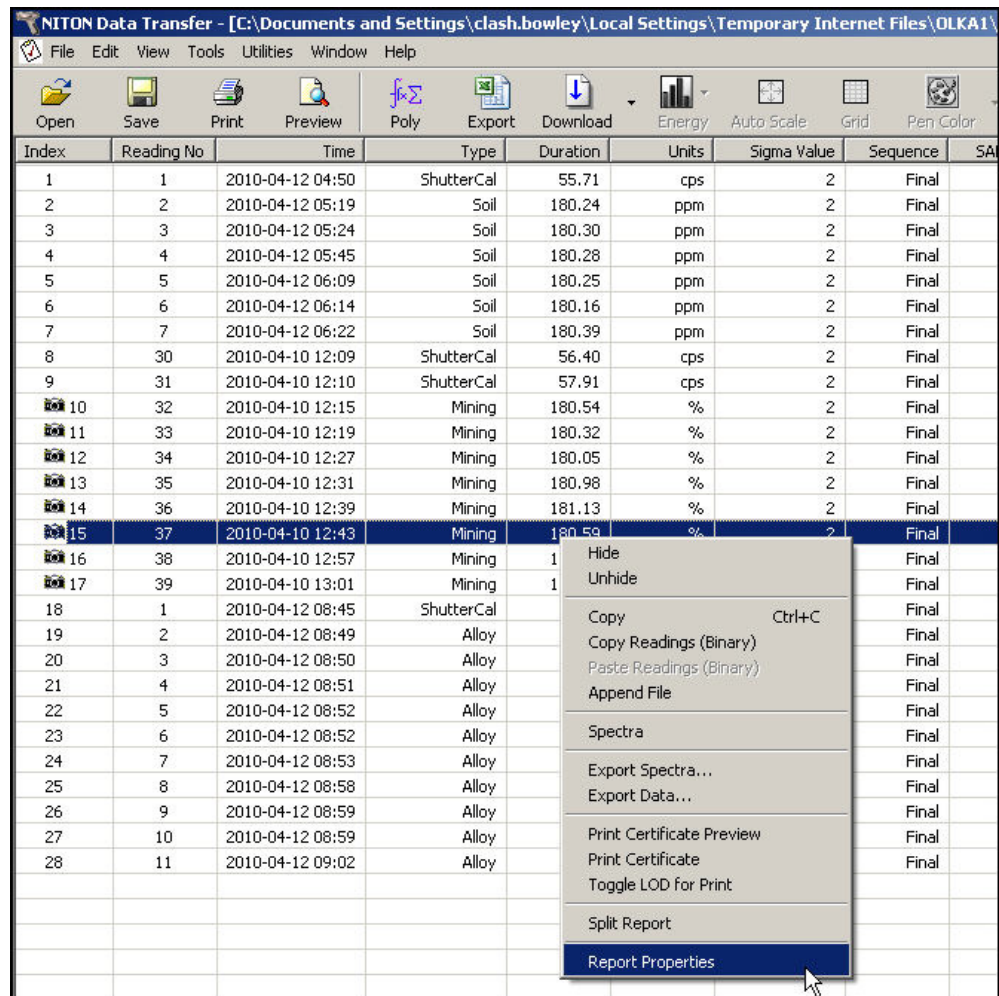 NITON Data Transfer - [C:\Documents and Settings\clash.bowley\Local Settings\Temporary Internet Files\OLKA1\
File Edit View Tools Utilities Window Help
Open Save Print Preview Poly Export Download Energy Auto Scale Grid Pen Color
Index Reading No Time Type Duration Units Sigma Value Sequence
1 1 2010-04-12 04:50 ShutterCal 55.71 cps 2 Final
2 2 2010-04-12 05:19 Soil 180.24 ppm 2 Final
3 3 2010-04-12 05:24 Soil 180.30 ppm 2 Final
4 4 2010-04-12 05:45 Soil 180.28 ppm 2 Final
5 5 2010-04-12 06:09 Soil 180.25 ppm 2 Final
6 6 2010-04-12 06:14 Soil 180.16 ppm 2 Final
7 7 2010-04-12 06:22 Soil 180.39 ppm 2 Final
8 30 2010-04-10 12:09 ShutterCal 56.40 cps 2 Final
9 31 2010-04-10 12:10 ShutterCal 57.91 cps 2 Final
10 32 2010-04-10 12:15 Mining 180.54 % 2 Final
11 33 2010-04-10 12:19 Mining 180.32 % 2 Final
12 34 2010-04-10 12:27 Mining 180.05 % 2 Final
13 35 2010-04-10 12:31 Mining 180.98 % 2 Final
14 36 2010-04-10 12:39 Mining 181.13 % 2 Final
15 37 2010-04-10 12:43 Mining 180.59 % 2 Final
16 38 2010-04-10 12:57 Mining 1 Final
17 39 2010-04-10 13:01 Mining 1 Final
18 1 2010-04-12 08:45 ShutterCal Final
19 2 2010-04-12 08:49 Alloy Final
20 3 2010-04-12 08:50 Alloy Final
21 4 2010-04-12 08:51 Alloy Final
22 5 2010-04-12 08:52 Alloy Final
23 6 2010-04-12 08:52 Alloy Final
24 7 2010-04-12 08:53 Alloy Final
25 8 2010-04-12 08:58 Alloy Final
26 9 2010-04-12 08:59 Alloy Final
27 10 2010-04-12 08:59 Alloy Final
28 11 2010-04-12 09:02 Alloy Final
Hide
Unhide
Copy Ctrl+C
Copy Readings (Binary)
Paste Readings (Binary)
Append File
Spectra
Export Spectra...
Export Data...
Print Certificate Preview
Print Certificate
Toggle LOD for Print
Split Report
Report Properties